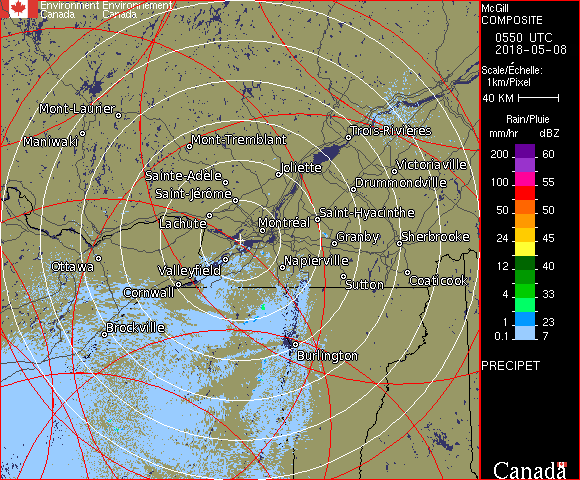 Environment Environnement
Canada Canada
McGill
COMPOSITE
0550 UTC
2018-05-08
Scale/Échelle:
1km/Pixel
40 KM
Rain/Pluie
mm/hr dBZ
200 60
100 55
50 50
24 45
12 40
4 33
1 23
0.1 7
PRECIPET
Canada
Mont-Laurier
Maniwaki
Mont-Tremblant
Trois-Rivières
Sainte-Adèle
Joliette
Victoriaville
Saint-Jérôme
Drummondville
Lachute
Montréal
Saint-Hyacinthe
Granby
Sherbrooke
Ottawa
Valleyfield
Napierville
Cornwall
Sutton
Coaticook
Brockville
Burlington